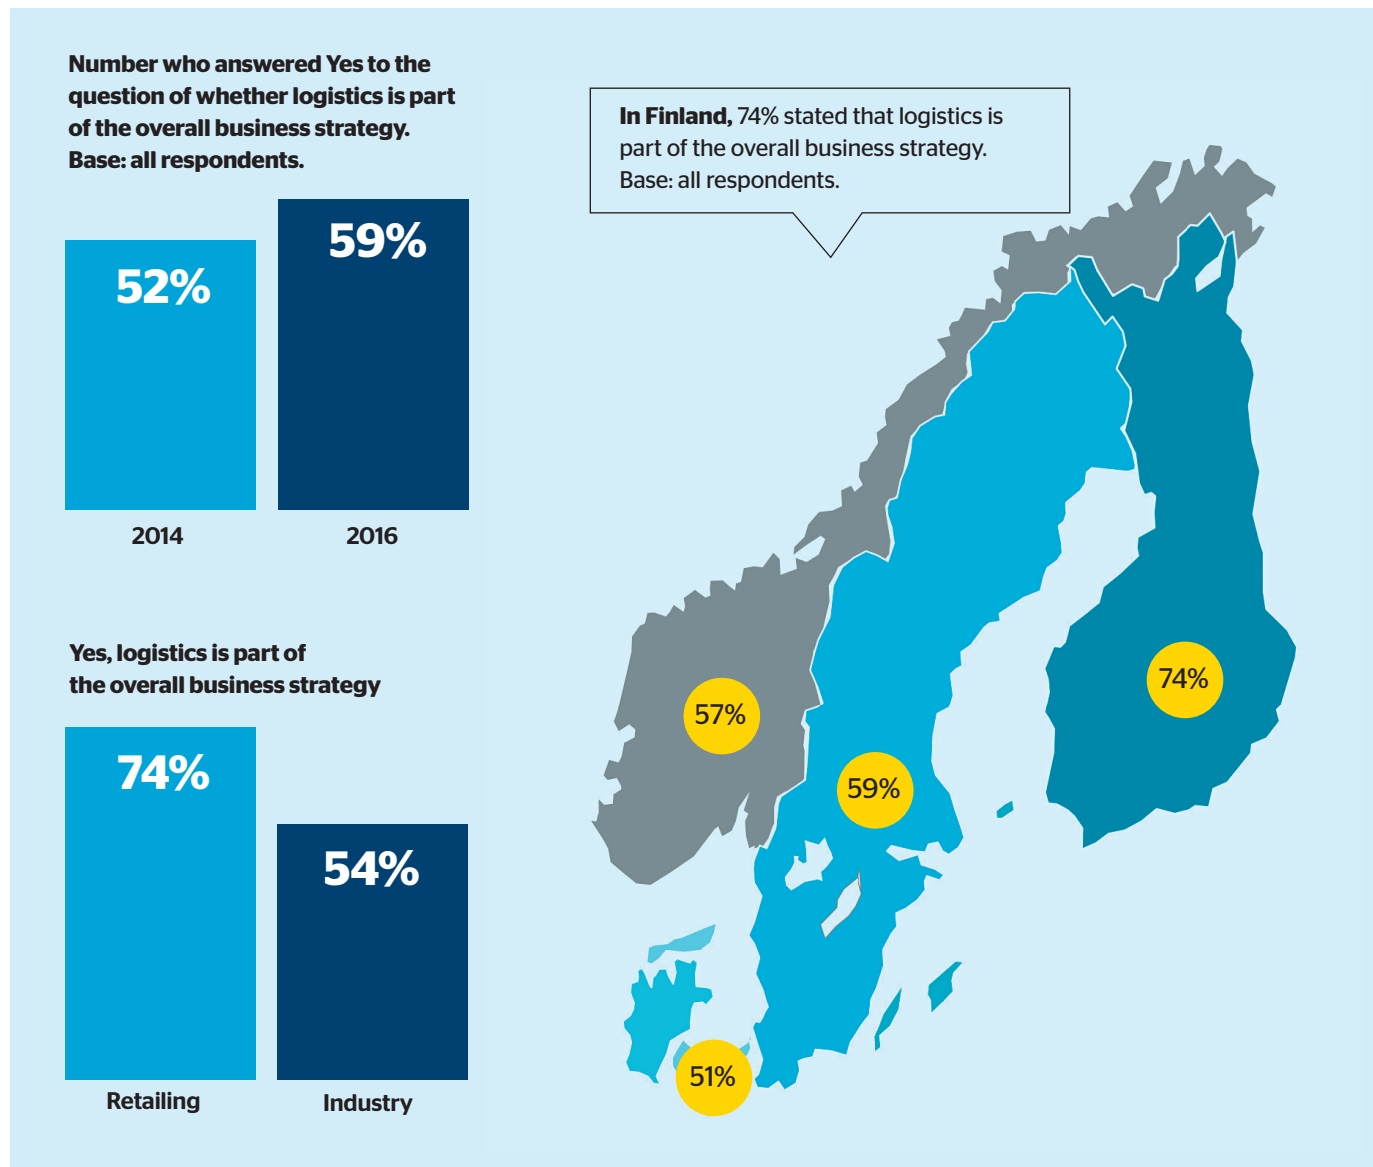 Number who answered Yes to the
question of whether logistics is part
of the overall business strategy.
Base: all respondents.
52%
59%
2014
2016
Yes, logistics is part of
the overall business strategy
74%
54%
Retailing
Industry
In Finland, 74% stated that logistics is
part of the overall business strategy.
Base: all respondents.
57%
59%
74%
51%